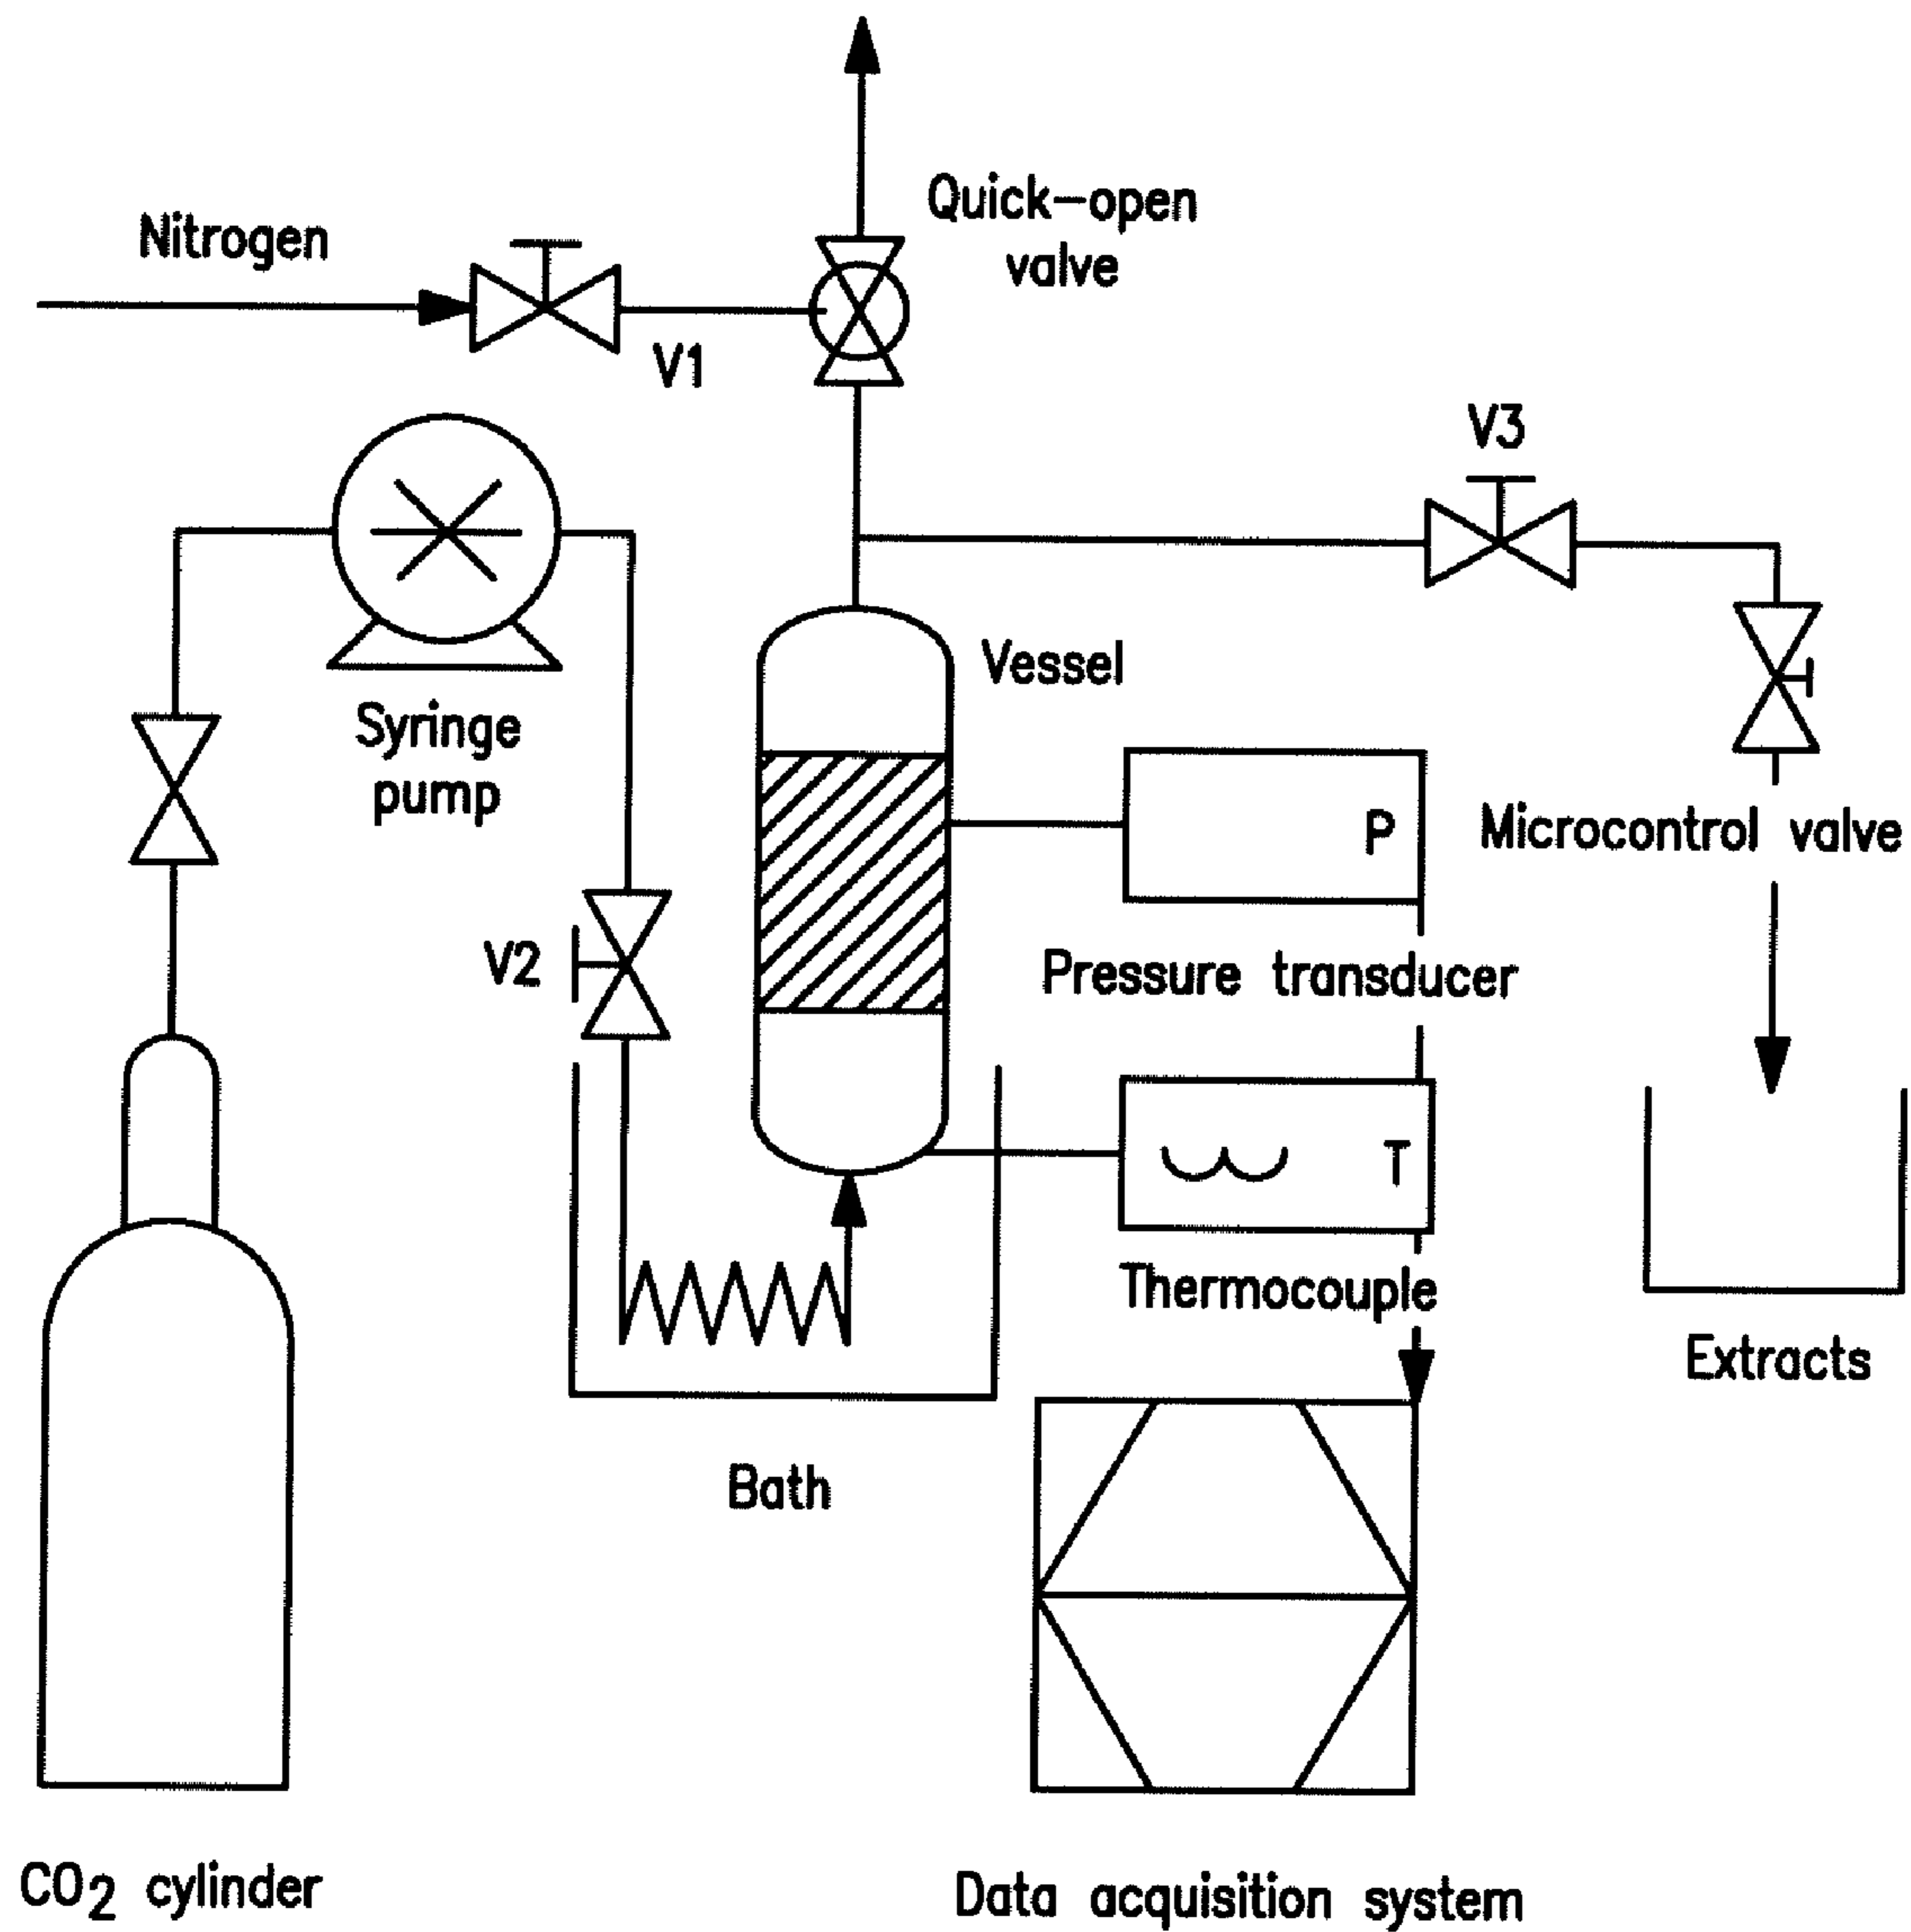 Quick-open
valve
Nitrogen
V1
V3
Vessel
Syringe
pump
P
Microcontrol valve
V2
Pressure transducer
T
Thermocouple
Extracts
Bath
CO₂ cylinder
Data acquisition system